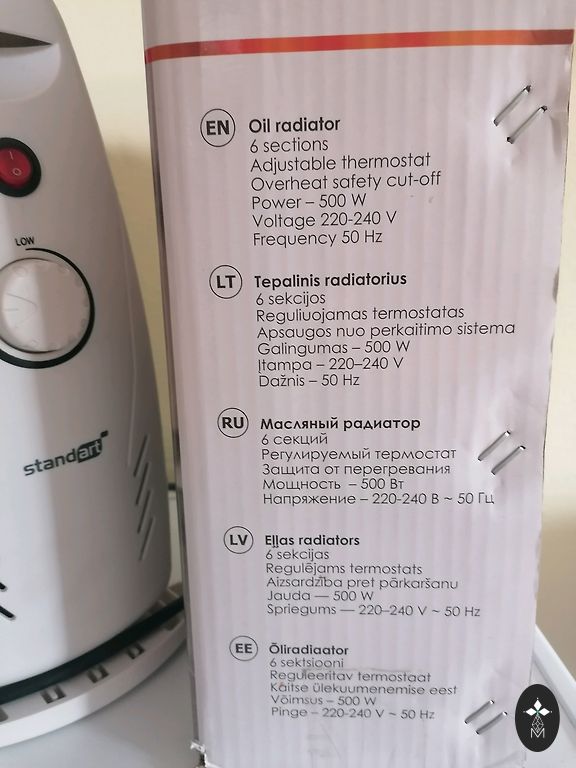 LOW
standart
EN
Oil radiator
6 sections
Adjustable thermostat
Overheat safety cut-off
Power – 500 W
Voltage 220-240 V
Frequency 50 Hz
LT
Tepalinis radiatorius
6 sekcijos
Reguliuojamas termostatas
Apsaugos nuo perkaitimo sistema
Galingumas – 500 W
Įtampa – 220–240 V
Dažnis – 50 Hz
RU
Масляный радиатор
6 секций
Регулируемый термостат
Защита от перегревания
Мощность – 500 Вт
Напряжение – 220-240 В ~ 50 Гц
LV
Eļļas radiators
6 sekcijas
Regulējams termostats
Aizsardzība pret pārkaršanu
Jauda — 500 W
Spriegums — 220–240 V ~ 50 Hz
EE
Õliradiaator
6 sektsiooni
Reguleeritav termostaat
Kaitse ülekuumenemise eest
Võimsus – 500 W
Pinge – 220-240 V ~ 50 Hz